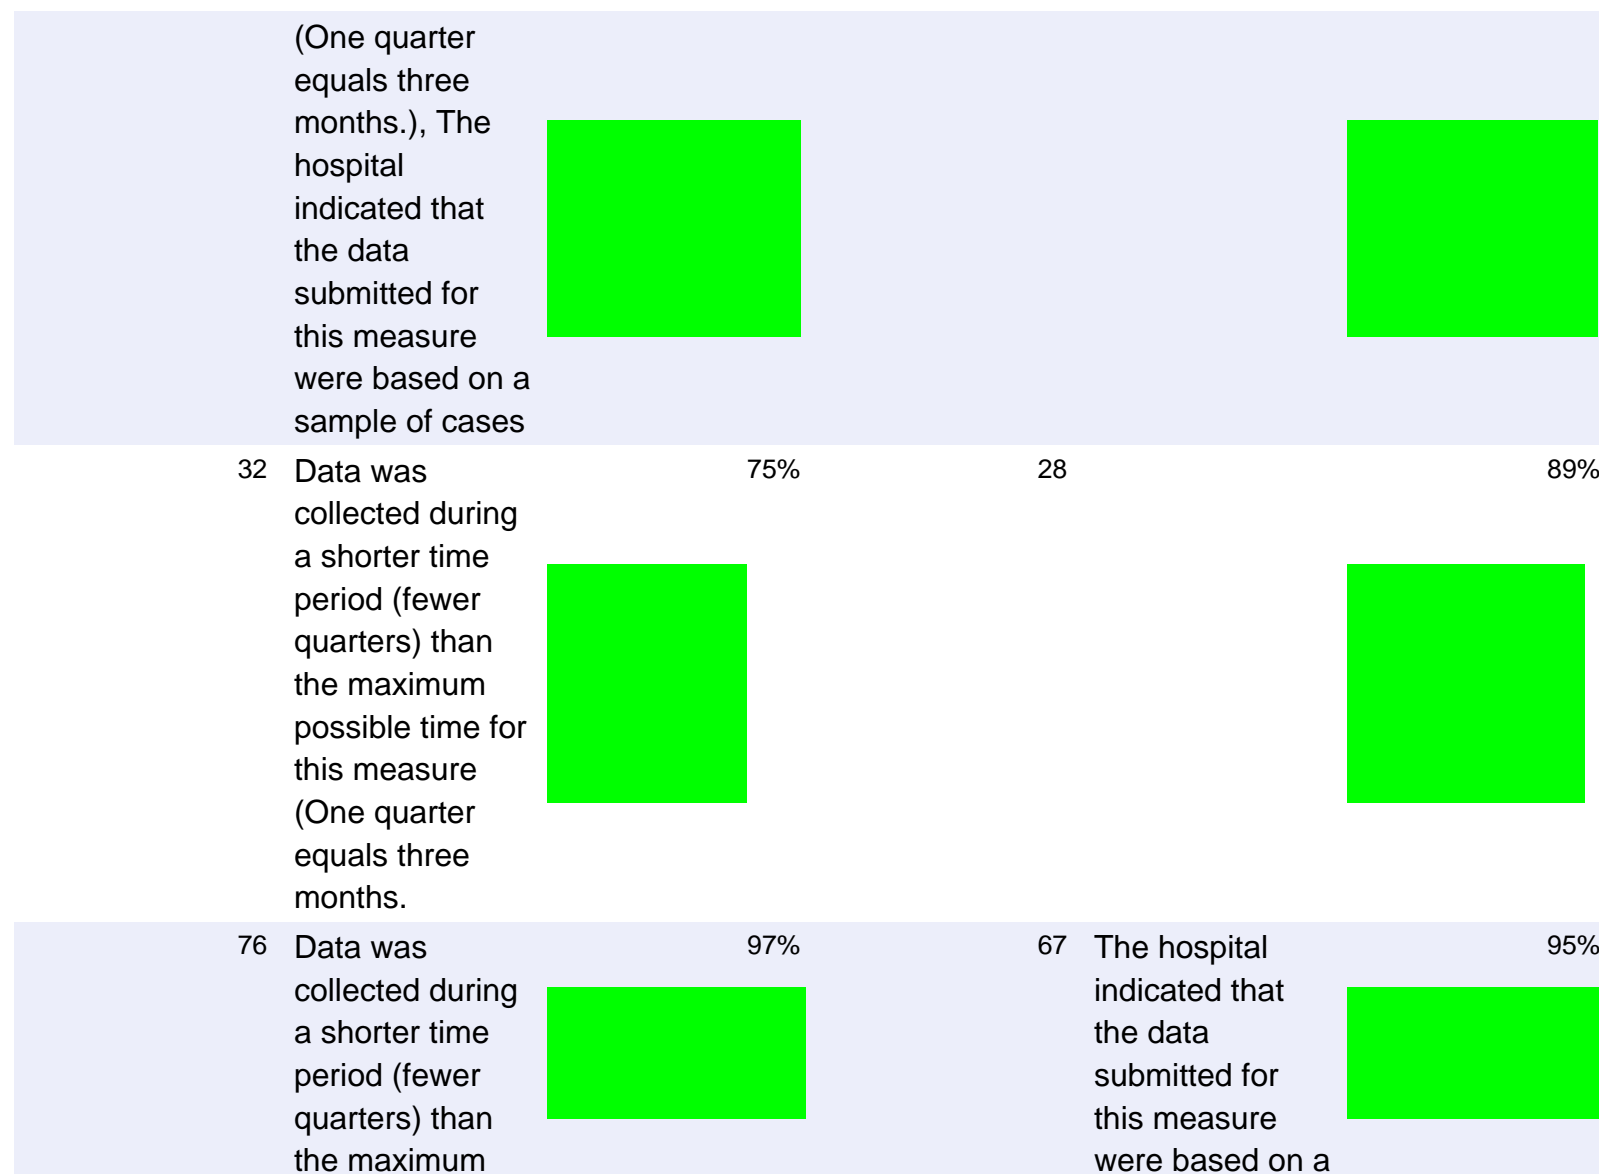 (One quarter
equals three
months.), The
hospital
indicated that
the data
submitted for
this measure
were based on a
sample of cases
32 Data was 75% 28 89%
collected during
a shorter time
period (fewer
quarters) than
the maximum
possible time for
this measure
(One quarter
equals three
months.
76 Data was 97% 67 The hospital 95%
collected during indicated that
a shorter time the data
period (fewer submitted for
quarters) than this measure
the maximum were based on a